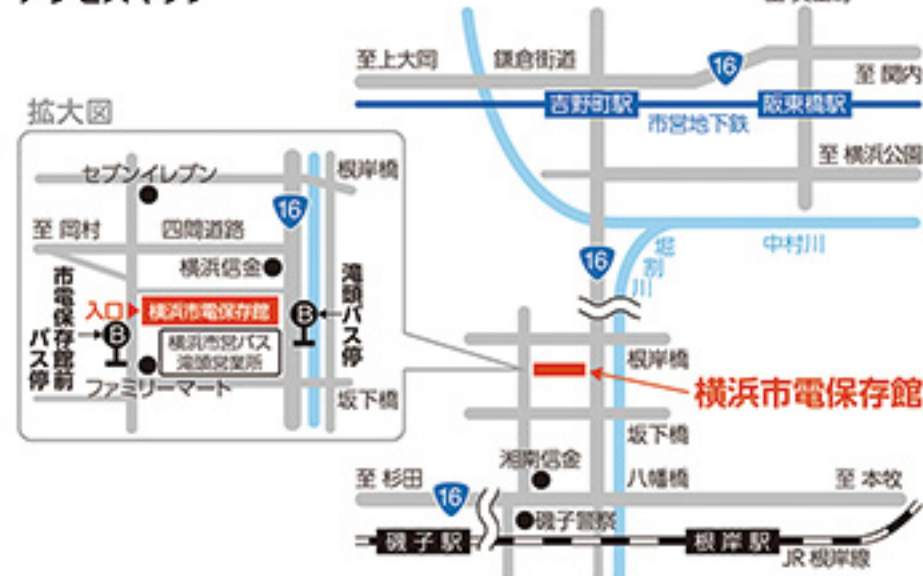 至上大岡
鎌倉街道
16
至 関内
吉野町駅
阪東橋駅
市営地下鉄
至 横浜公園
拡大図
セブンイレブン
根岸橋
16
至 岡村
四間道路
横浜信金
市電保存館前
バス停
入口
横浜市電保存館
B
B
滝頭バス停
横浜市営バス
滝頭営業所
ファミリーマート
坂下橋
16
堀割川
中村川
根岸橋
横浜市電保存館
坂下橋
湘南信金
至 杉田
16
八幡橋
至 本牧
磯子警察
磯子駅
根岸駅
JR 根岸線